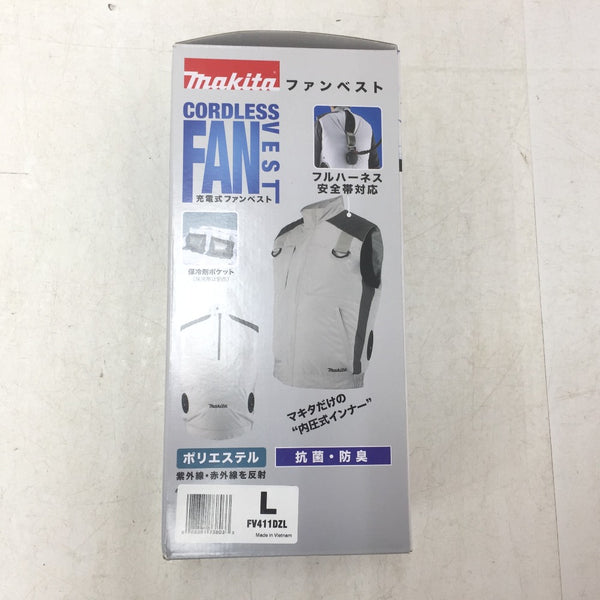 makita ファンベスト
CORDLESS
FAN
VEST
充電式ファンベスト
フルハーネス
安全帯対応
保冷剤ポケット
Makita
Makita
マキタだけの
“内圧式インナー”
ポリエステル
抗菌・防臭
紫外線・赤外線を反射
L
FV411DZL
Made in Vietnam